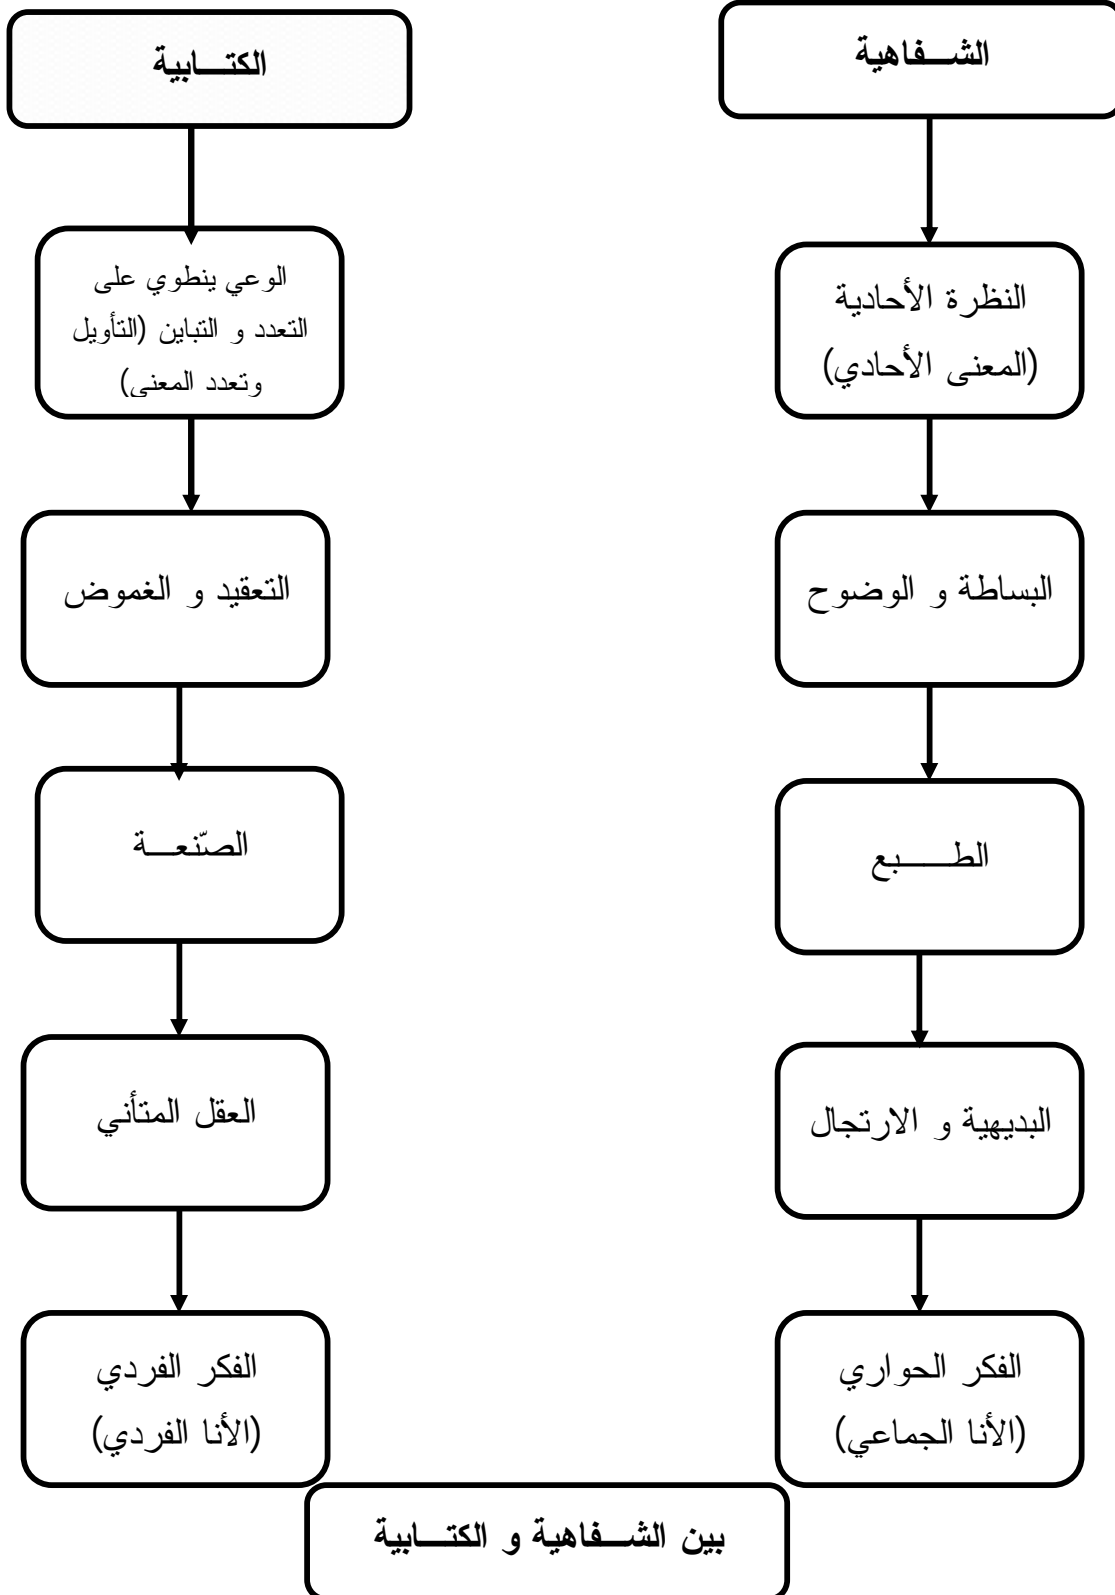 الشـــفاهية
النظرة الأحادية
(المعنى الأحادي)
البساطة و الوضوح
الطـــــبع
البديهية و الارتجال
الفكر الحواري
(الأنا الجماعي)
الكتـــابية
الوعي ينطوي على
التعدد و التباين (التأويل
وتعدد المعنى)
التعقيد و الغموض
الصّنعـــة
العقل المتأني
الفكر الفردي
(الأنا الفردي)
بين الشـــفاهية و الكتـــابية